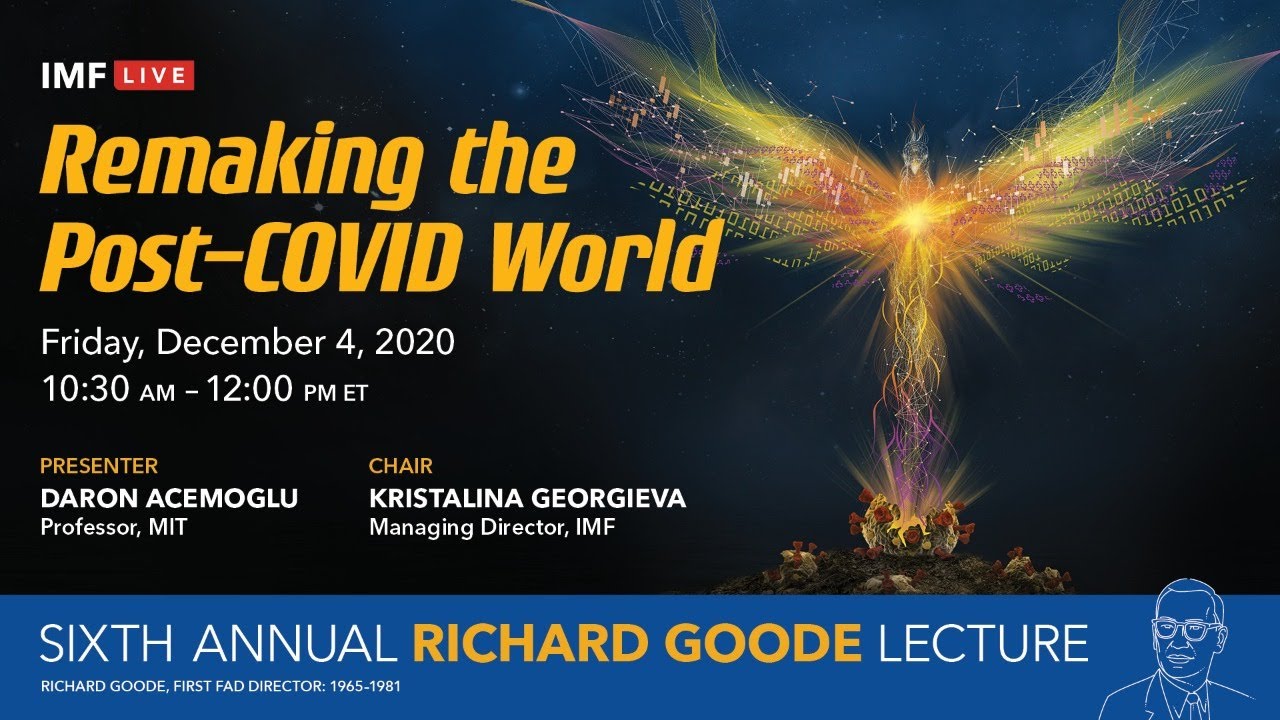 IMF LIVE
Remaking the
Post-COVID World
Friday, December 4, 2020
10:30 AM – 12:00 PM ET
PRESENTER
DARON ACEMOGLU
Professor, MIT
CHAIR
KRISTALINA GEORGIEVA
Managing Director, IMF
SIXTH ANNUAL RICHARD GOODE LECTURE
RICHARD GOODE, FIRST FAD DIRECTOR: 1965-1981